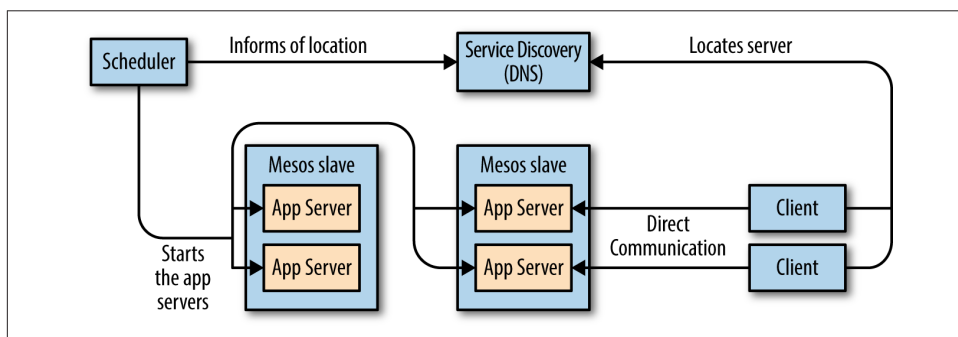 Scheduler
Informs of location
Service Discovery
(DNS)
Locates server
Mesos slave
App Server
App Server
Mesos slave
App Server
App Server
Direct
Communication
Client
Client
Starts
the app
servers